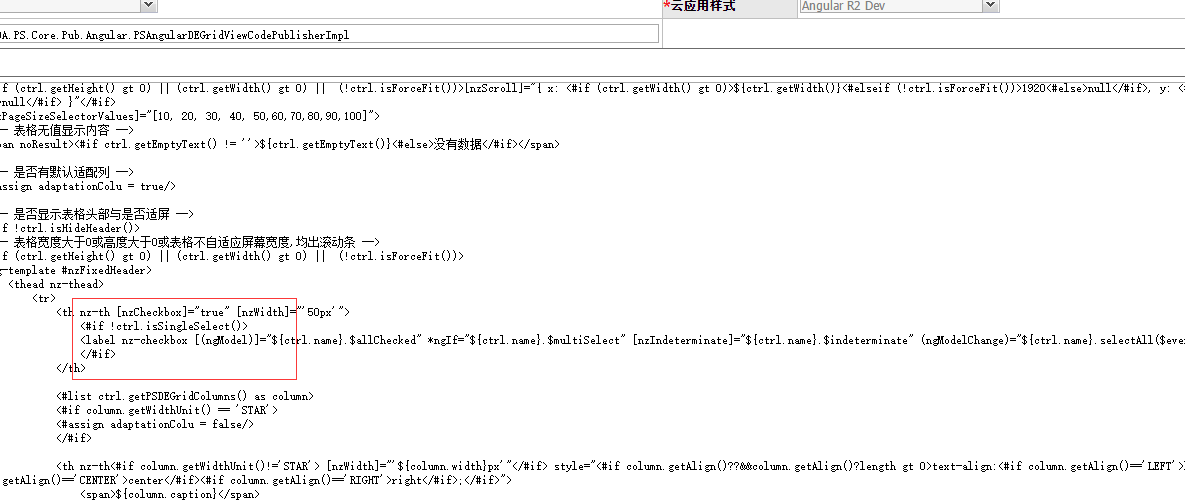 *云应用样式 Angular R2 Dev
DA.PS.Core.Pub.Angular.PSAngularDEGridViewCodePublisherImpl
f (ctrl.getHeight() gt 0) || (ctrl.getWidth() gt 0) || (!ctrl.isForceFit())>[nzScroll]="{ x: <#if (ctrl.getWidth() gt 0)>${ctrl.getWidth()}<#elseif (!ctrl.isForceFit())>1920<#else>null</#if>, y: <
null</#if> }"</#if>
PageSizeSelectorValues]="[10, 20, 30, 40, 50,60,70,80,90,100]">
-- 表格无值显示内容 -->
an noResult><#if ctrl.getEmptyText() != ''>${ctrl.getEmptyText()}<#else>没有数据</#if></span>
-- 是否有默认适配列 -->
assign adaptationColu = true/>
-- 是否显示表格头部与是否适屏 -->
f !ctrl.isHideHeader()>
-- 表格宽度大于0或高度大于0或表格不自适应屏幕宽度,均出滚动条 -->
f (ctrl.getHeight() gt 0) || (ctrl.getWidth() gt 0) || (!ctrl.isForceFit())>
g-template #nzFixedHeader>
<thead nz-thead>
<tr>
<th nz-th [nzCheckbox]="true" [nzWidth]="'50px'">
<#if !ctrl.isSingleSelect()>
<label nz-checkbox [(ngModel)]="${ctrl.name}.$allChecked" *ngIf="${ctrl.name}.$multiSelect" [nzIndeterminate]="${ctrl.name}.$indeterminate" (ngModelChange)="${ctrl.name}.selectAll($eve
</#if>
</th>
<#list ctrl.getPSDEGridColumns() as column>
<#if column.getWidthUnit() == 'STAR'>
<#assign adaptationColu = false/>
</#if>
<th nz-th<#if column.getWidthUnit()!='STAR'> [nzWidth]="'${column.width}px'"</#if> style="<#if column.getAlign()??&&column.getAlign()?length gt 0>text-align:<#if column.getAlign()=='LEFT'>
getAlign()=='CENTER'>center</#if><#if column.getAlign()=='RIGHT'>right</#if>;</#if>">
<span>${column.caption}</span>